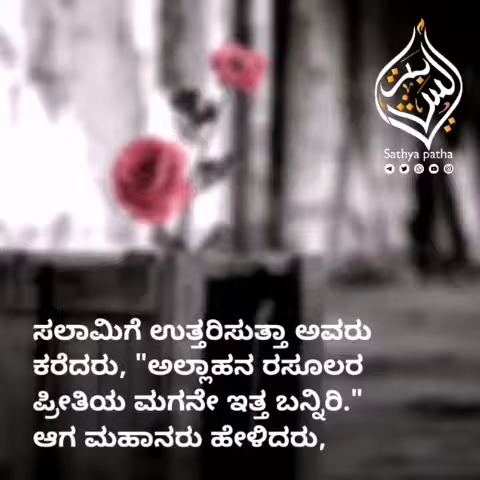 Sathya patha
ಸಲಾಮಿಗೆ ಉತ್ತರಿಸುತ್ತಾ ಅವರು
ಕರೆದರು, "ಅಲ್ಲಾಹನ ರಸೂಲರ
ಪ್ರೀತಿಯ ಮಗನೇ ಇತ್ತ ಬನ್ನಿರಿ."
ಆಗ ಮಹಾನರು ಹೇಳಿದರು,